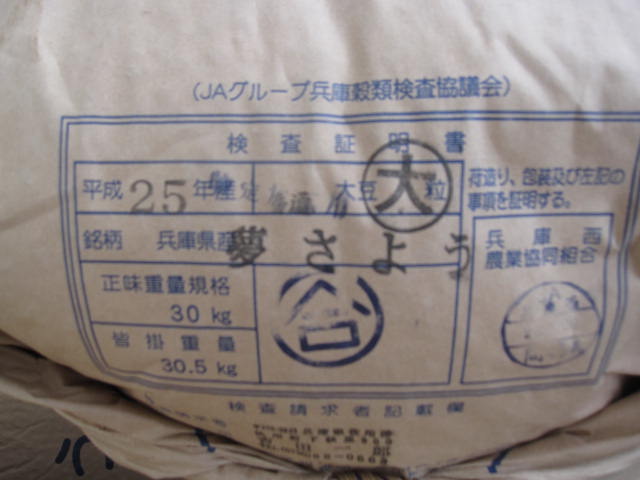 (JAグループ兵庫穀類検査協議会)
検査証明書
平成 25 年産 大豆 大 粒
荷造り、包装及び左記の
事項を証明する。
銘柄 兵庫県産 夢さよう
兵庫西
農業協同組合
正味重量規格
30 kg
合
皆掛重量
30.5 kg
検査請求者記載欄